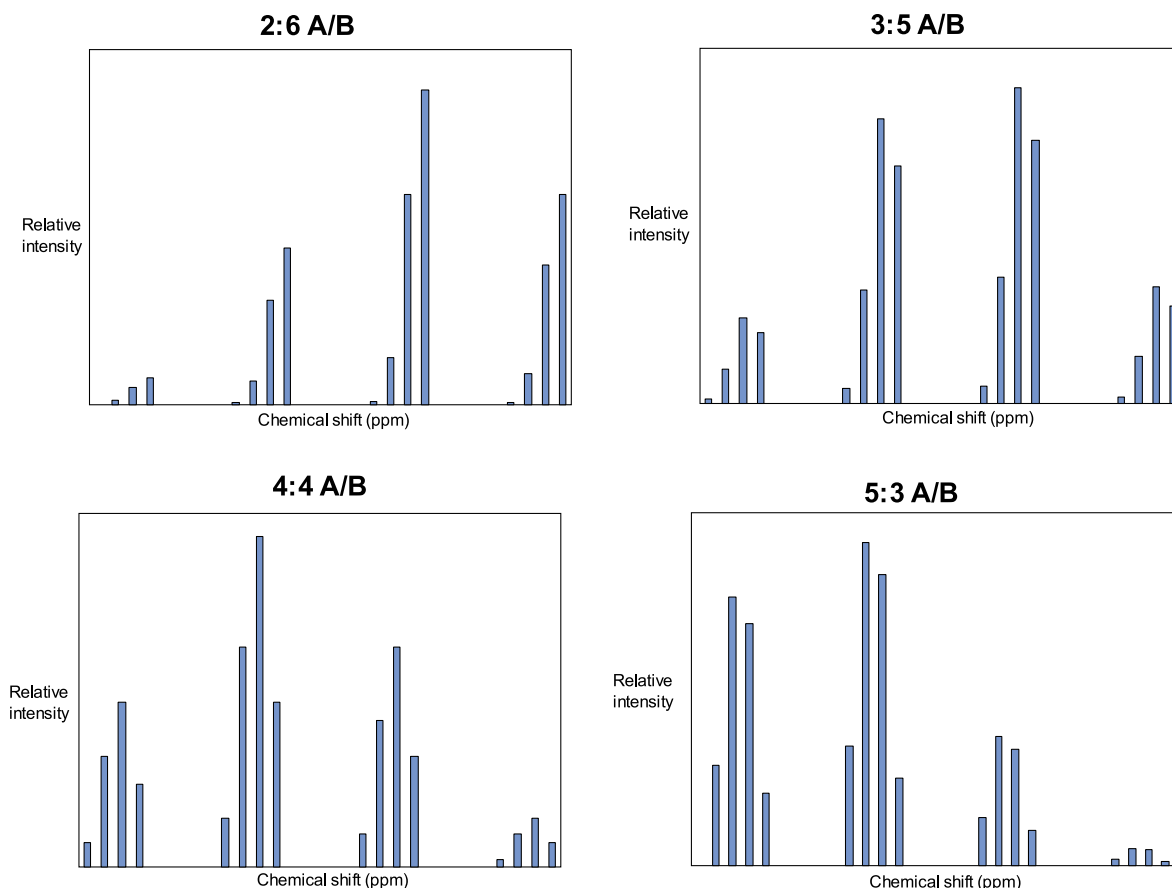 2:6 A/B
Relative
intensity
Chemical shift (ppm)
3:5 A/B
Relative
intensity
Chemical shift (ppm)
4:4 A/B
Relative
intensity
Chemical shift (ppm)
5:3 A/B
Relative
intensity
Chemical shift (ppm)